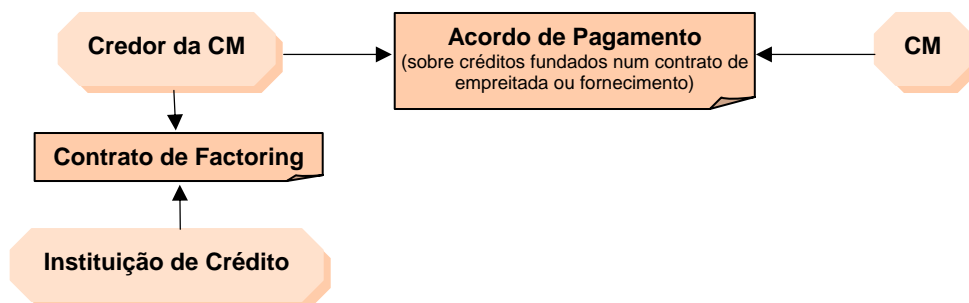 Credor da CM
Acordo de Pagamento
(sobre créditos fundados num contrato de
empreitada ou fornecimento)
CM
Contrato de Factoring
Instituição de Crédito